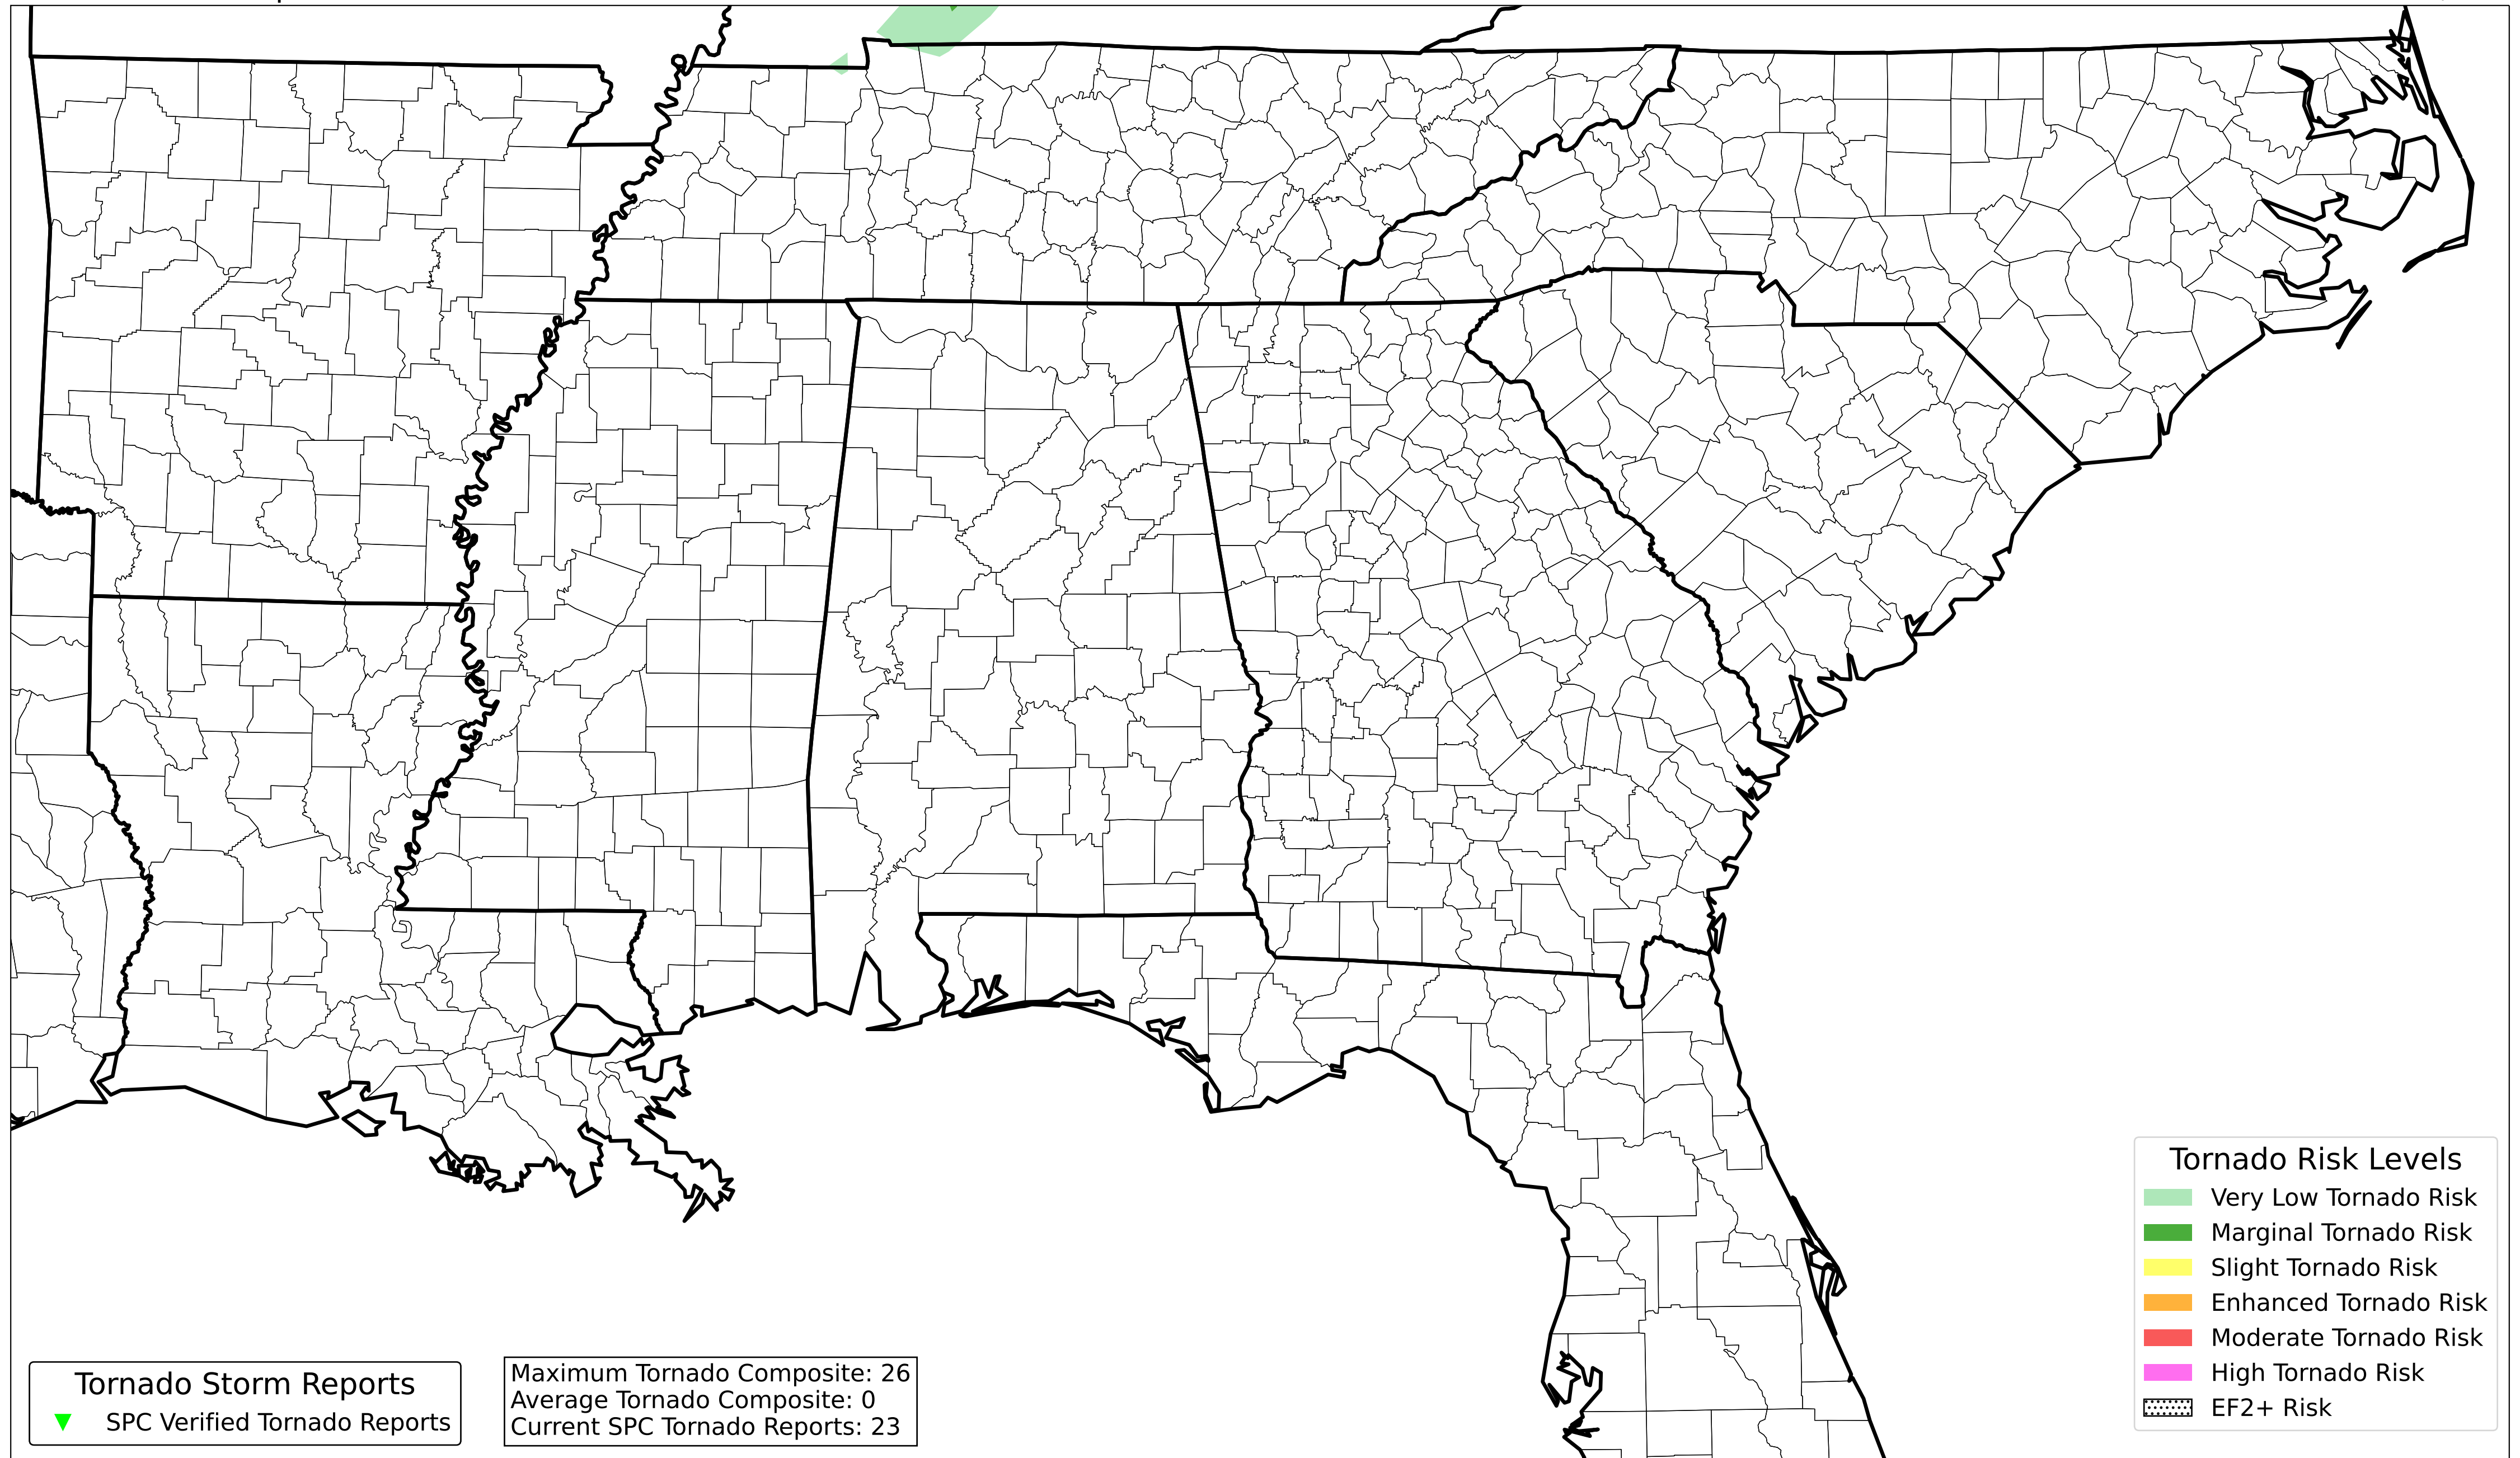 Tornado Risk Levels
Very Low Tornado Risk
Marginal Tornado Risk
Slight Tornado Risk
Enhanced Tornado Risk
Moderate Tornado Risk
High Tornado Risk
EF2+ Risk
Tornado Storm Reports
SPC Verified Tornado Reports
Maximum Tornado Composite: 26
Average Tornado Composite: 0
Current SPC Tornado Reports: 23